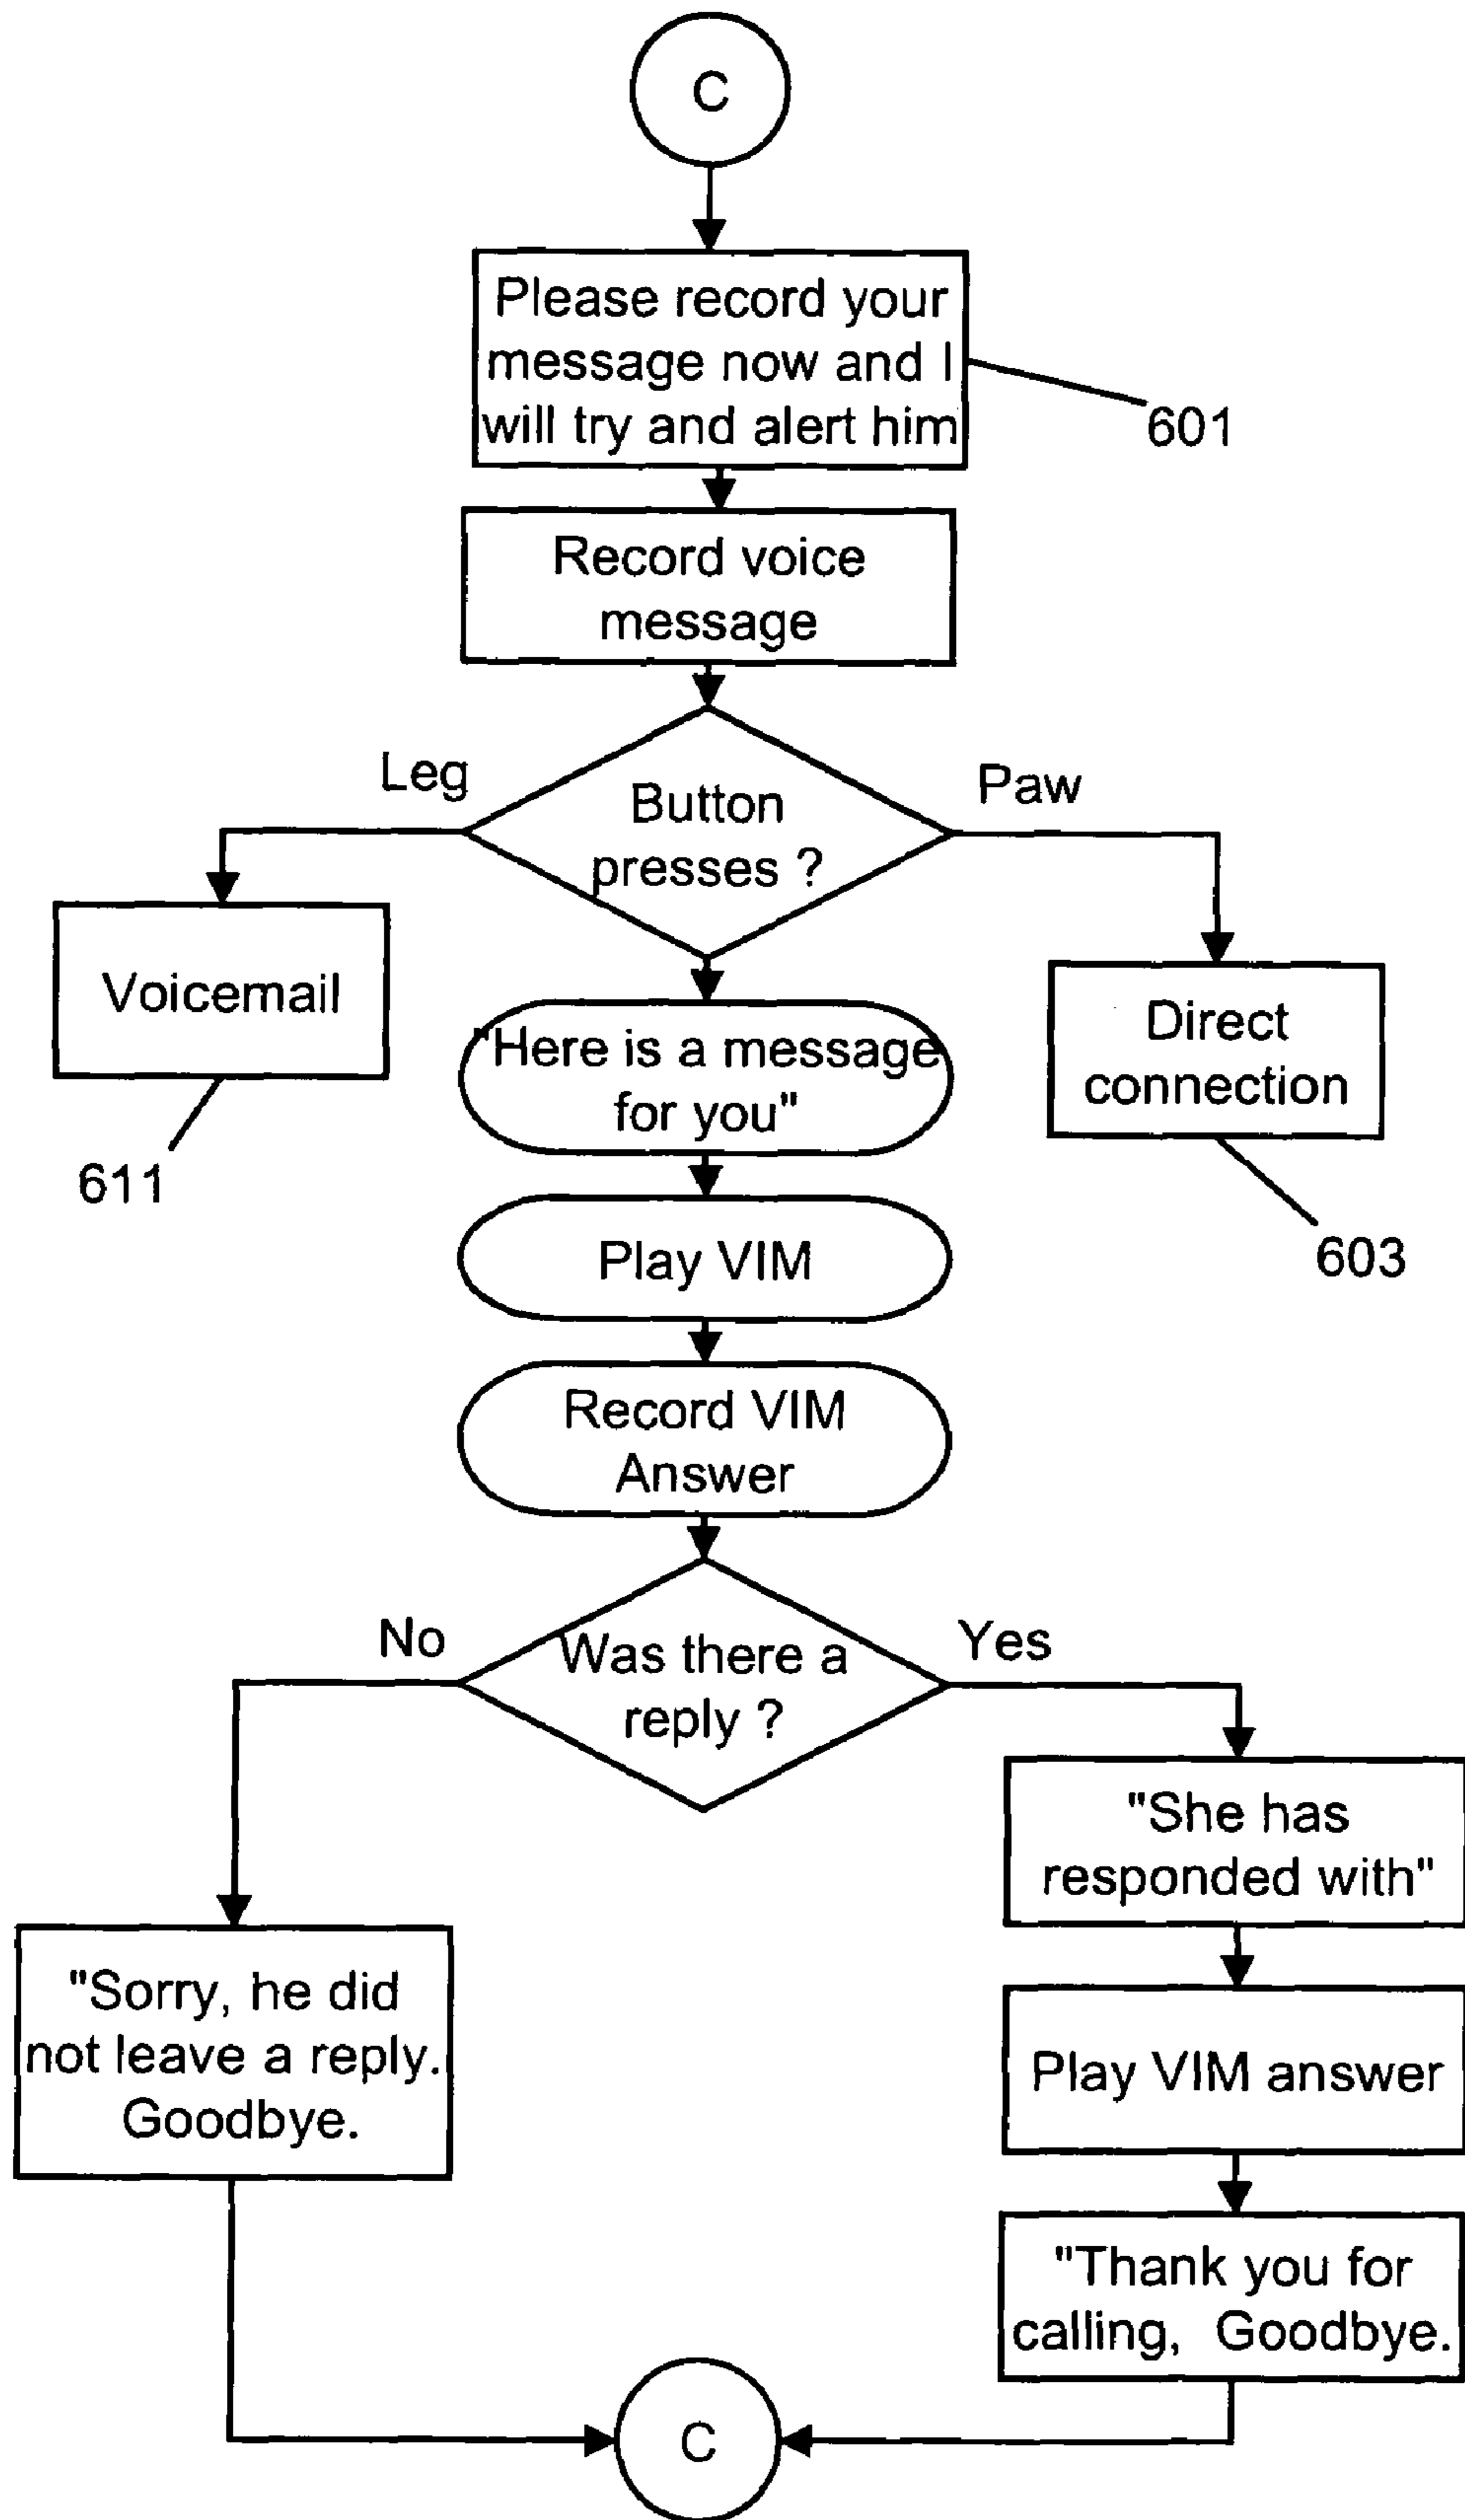 C
Please record your
message now and I
will try and alert him
601
Record voice
message
Leg
Paw
Button
presses ?
Voicemail
611
Direct
connection
603
"Here is a message
for you"
Play VIM
Record VIM
Answer
No
Yes
Was there a
reply ?
"She has
responded with"
"Sorry, he did
not leave a reply.
Goodbye.
Play VIM answer
"Thank you for
calling, Goodbye.
C